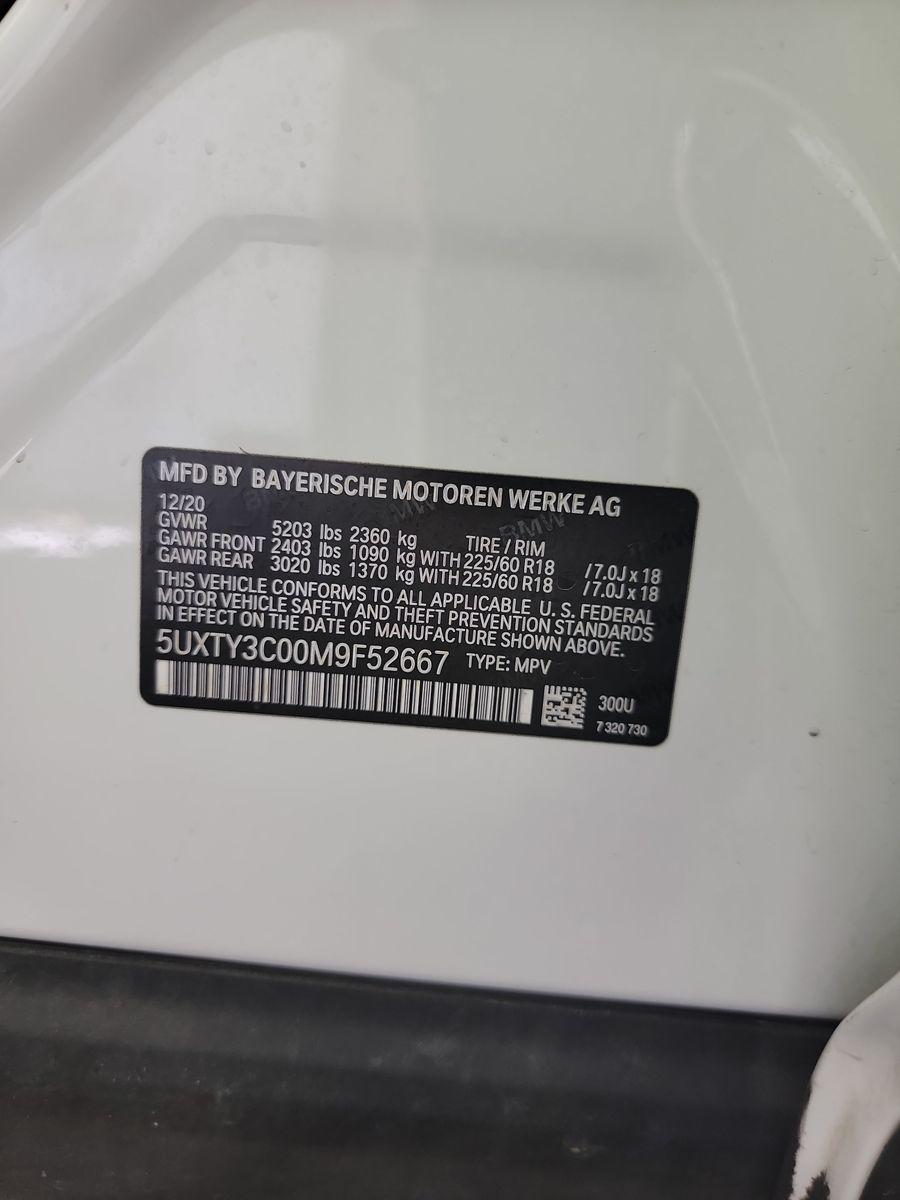 MFD BY BAYERISCHE MOTOREN WERKE AG
12/20
GVWR 5203 lbs 2360 kg TIRE / RIM
GAWR FRONT 2403 lbs 1090 kg WITH 225/60 R18 /7.0J x 18
GAWR REAR 3020 lbs 1370 kg WITH 225/60 R18 /7.0J x 18
THIS VEHICLE CONFORMS TO ALL APPLICABLE U. S. FEDERAL
MOTOR VEHICLE SAFETY AND THEFT PREVENTION STANDARDS
IN EFFECT ON THE DATE OF MANUFACTURE SHOWN ABOVE.
5UXTY3C00M9F52667 TYPE: MPV
300U
7 320 730